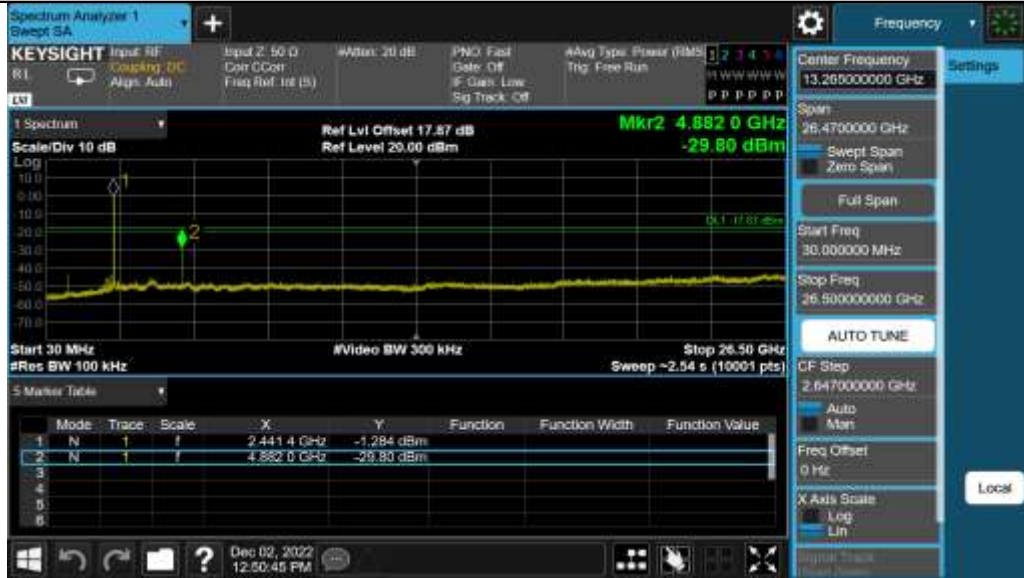 Spectrum Analyzer 1
Swept SA
Frequency
KEYSIGHT
Input: RF
Coupling: DC
Align: Auto
Input Z: 50 Ω
Corr CCorr
Freq Ref: Int (S)
#Atten: 20 dB
PNO: Fast
Gate: Off
IF Gain: Low
Sig Track: Off
#Avg Type: Power (RMS)
Trig: Free Run
1 2 3 4 5 6
P P P P P P
R L
LXI
Center Frequency
13.265000000 GHz
Settings
Span
26.4700000 GHz
Swept Span
Zero Span
Full Span
Start Freq
30.000000 MHz
Stop Freq
26.500000000 GHz
AUTO TUNE
CF Step
2.647000000 GHz
Auto
Man
Freq Offset
0 Hz
X Axis Scale
Log
Lin
Signal Track
Local
1 Spectrum
Scale/Div 10 dB
Ref Lvl Offset 17.87 dB
Ref Level 20.00 dBm
Mkr2 4.882 0 GHz
-29.80 dBm
Log
10.0
0.00
-10.0
-20.0
-30.0
-40.0
-50.0
-60.0
-70.0
1
2
Start 30 MHz
#Res BW 100 kHz
#Video BW 300 kHz
Stop 26.50 GHz
Sweep ~2.54 s (10001 pts)
5 Marker Table
Mode Trace Scale X Y Function Function Width Function Value
1 N 1 f 2.441 4 GHz -1.284 dBm
2 N 1 f 4.882 0 GHz -29.80 dBm
3
4
5
6
Dec 02, 2022
12:50:45 PM